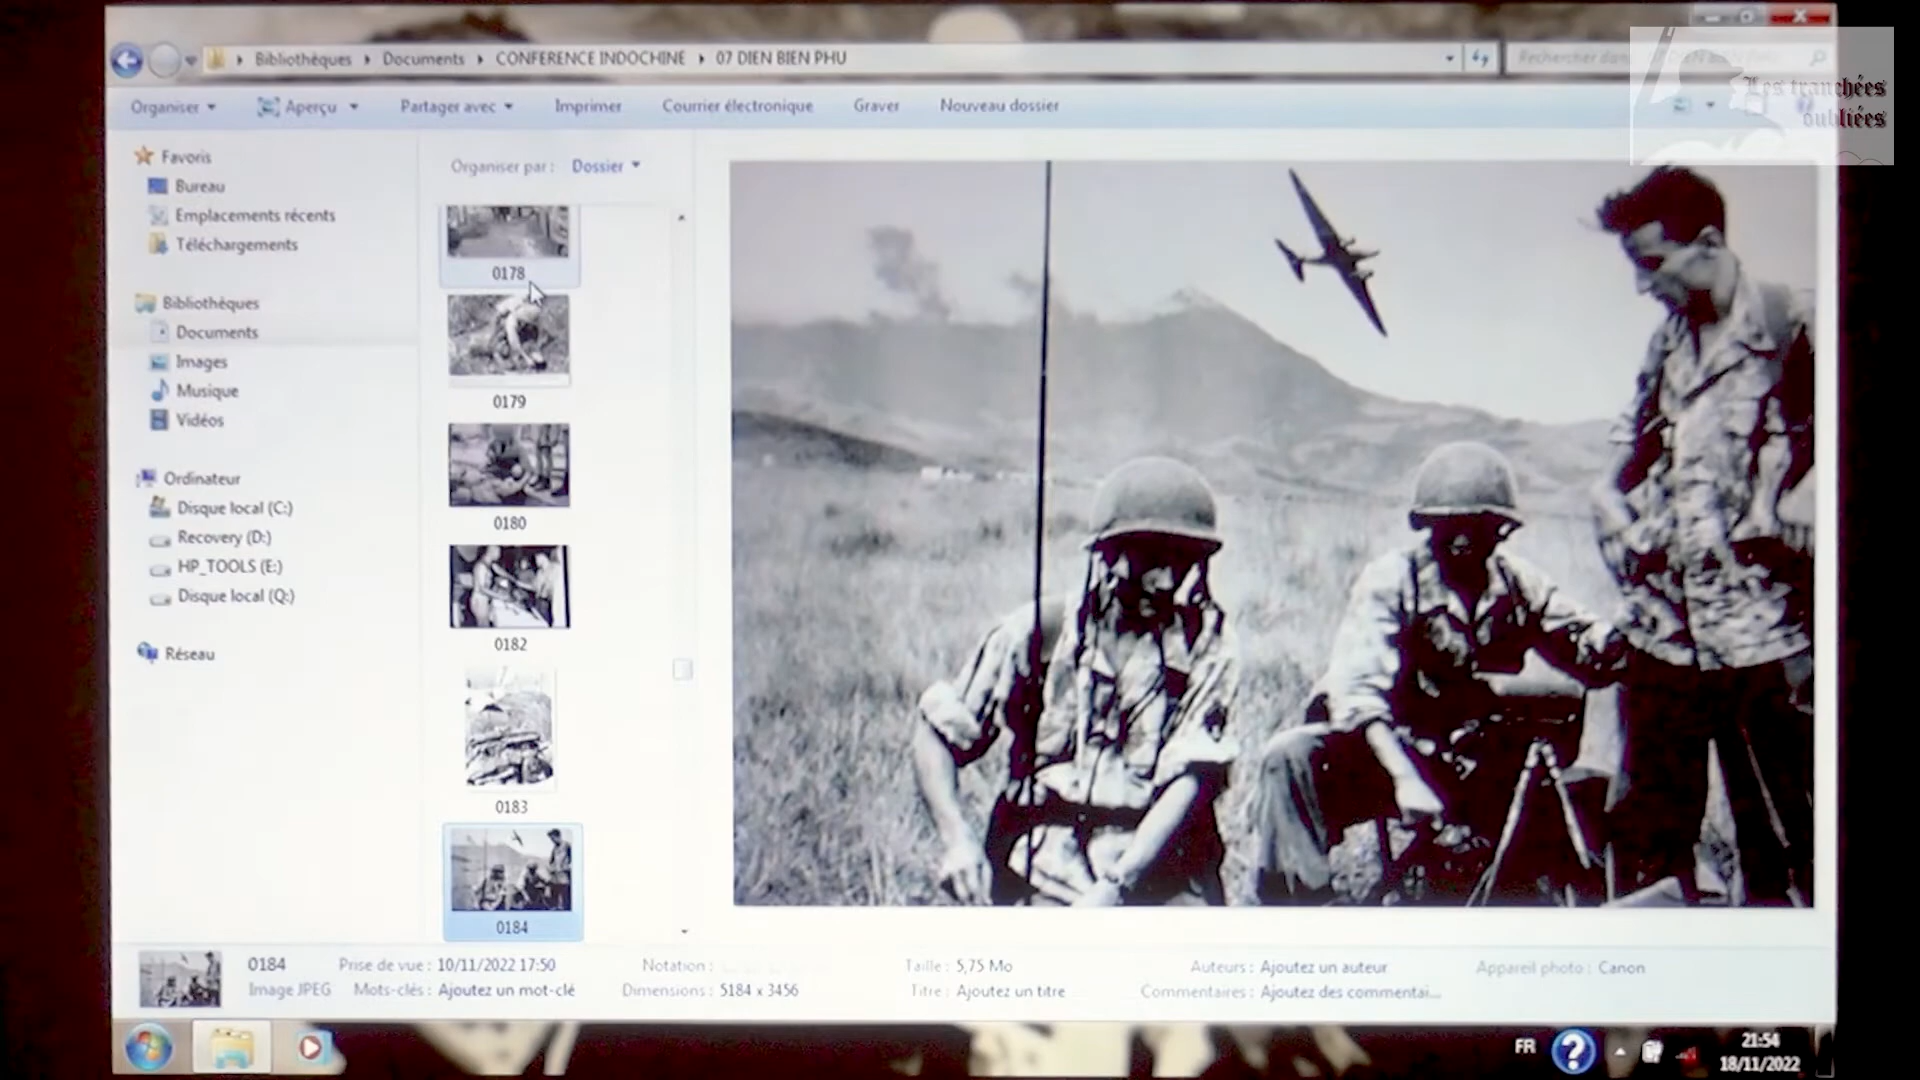 Bibliothèques ▸ Documents ▸ CONFERENCE INDOCHINE ▸ 07 DIEN BIEN PHU
Rechercher dans
Les tranchées
oubliées
Organiser Aperçu Partager avec Imprimer Courrier électronique Graver Nouveau dossier
Favoris
Bureau
Emplacements récents
Téléchargements
Bibliothèques
Documents
Images
Musique
Vidéos
Ordinateur
Disque local (C:)
Recovery (D:)
HP_TOOLS (E:)
Disque local (Q:)
Réseau
Organiser par : Dossier
0178
0179
0180
0182
0183
0184
0184 Prise de vue : 10/11/2022 17:50 Notation : Taille : 5,75 Mo Auteurs : Ajoutez un auteur Appareil photo : Canon
Image JPEG Mots-clés : Ajoutez un mot-clé Dimensions : 5184 x 3456 Titre : Ajoutez un titre Commentaires : Ajoutez des commentai...
FR
21:54
18/11/2022